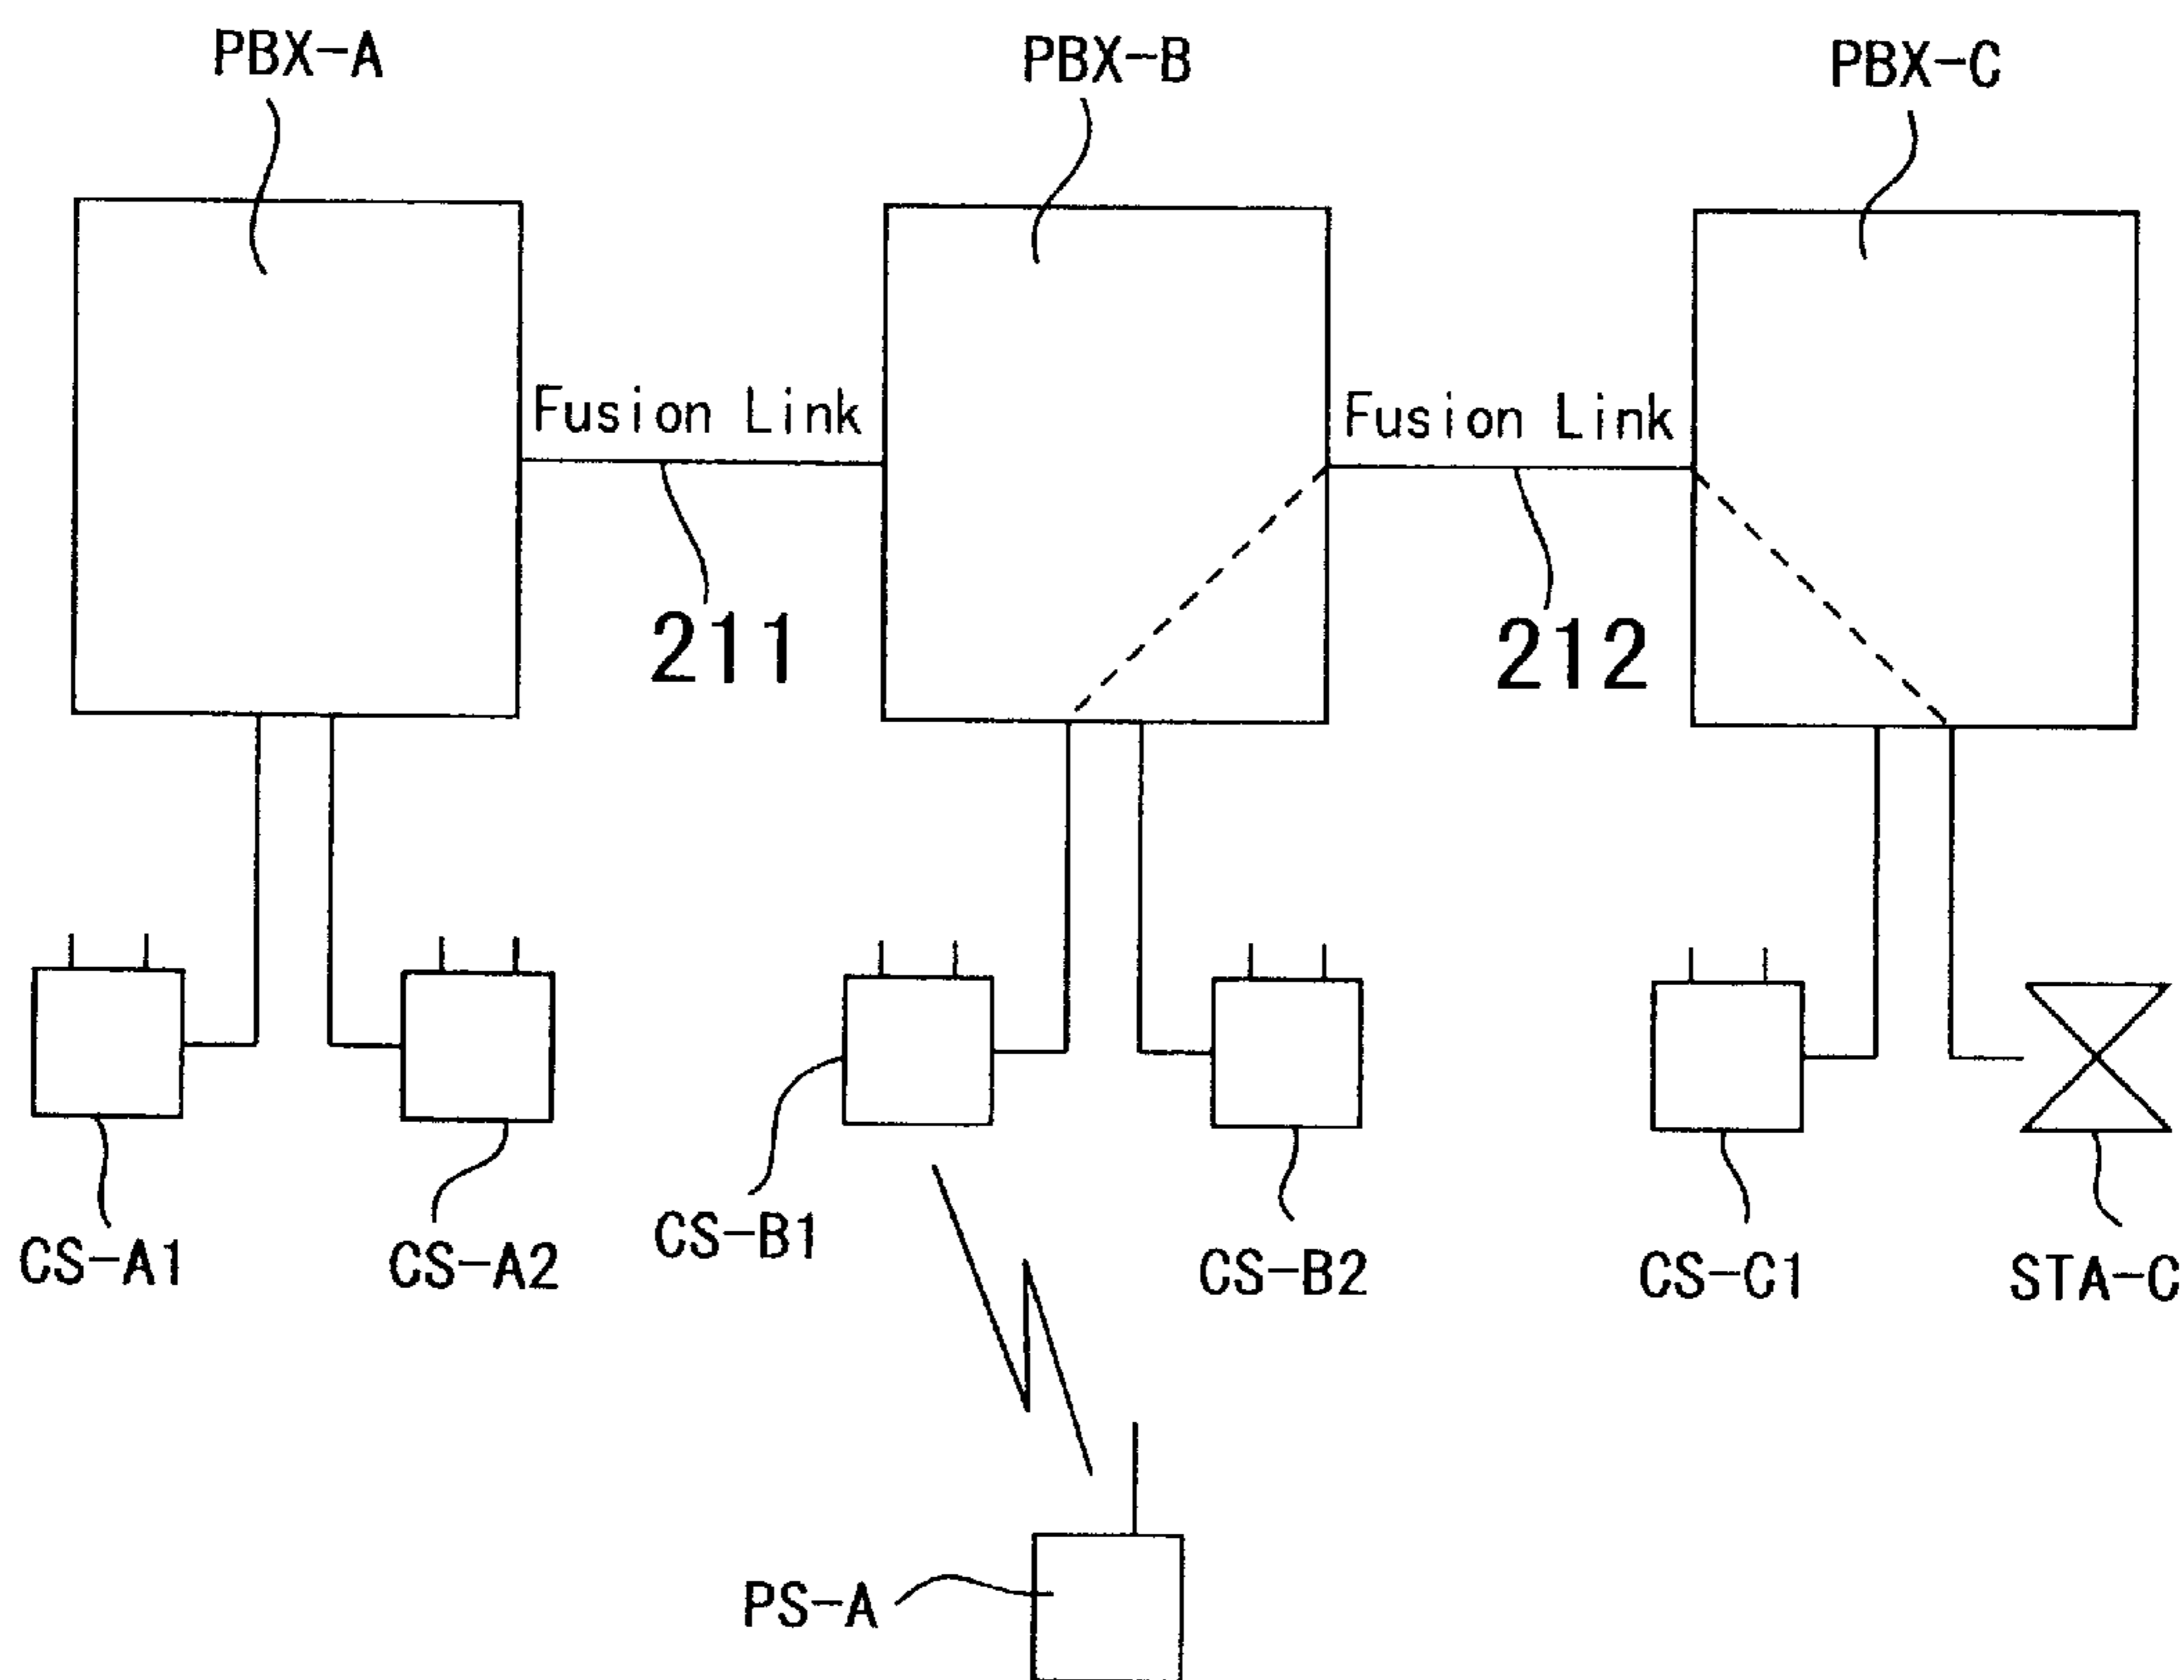 PBX-A
PBX-B
PBX-C
Fusion Link
Fusion Link
211
212
CS-A1
CS-A2
CS-B1
CS-B2
CS-C1
STA-C
PS-A